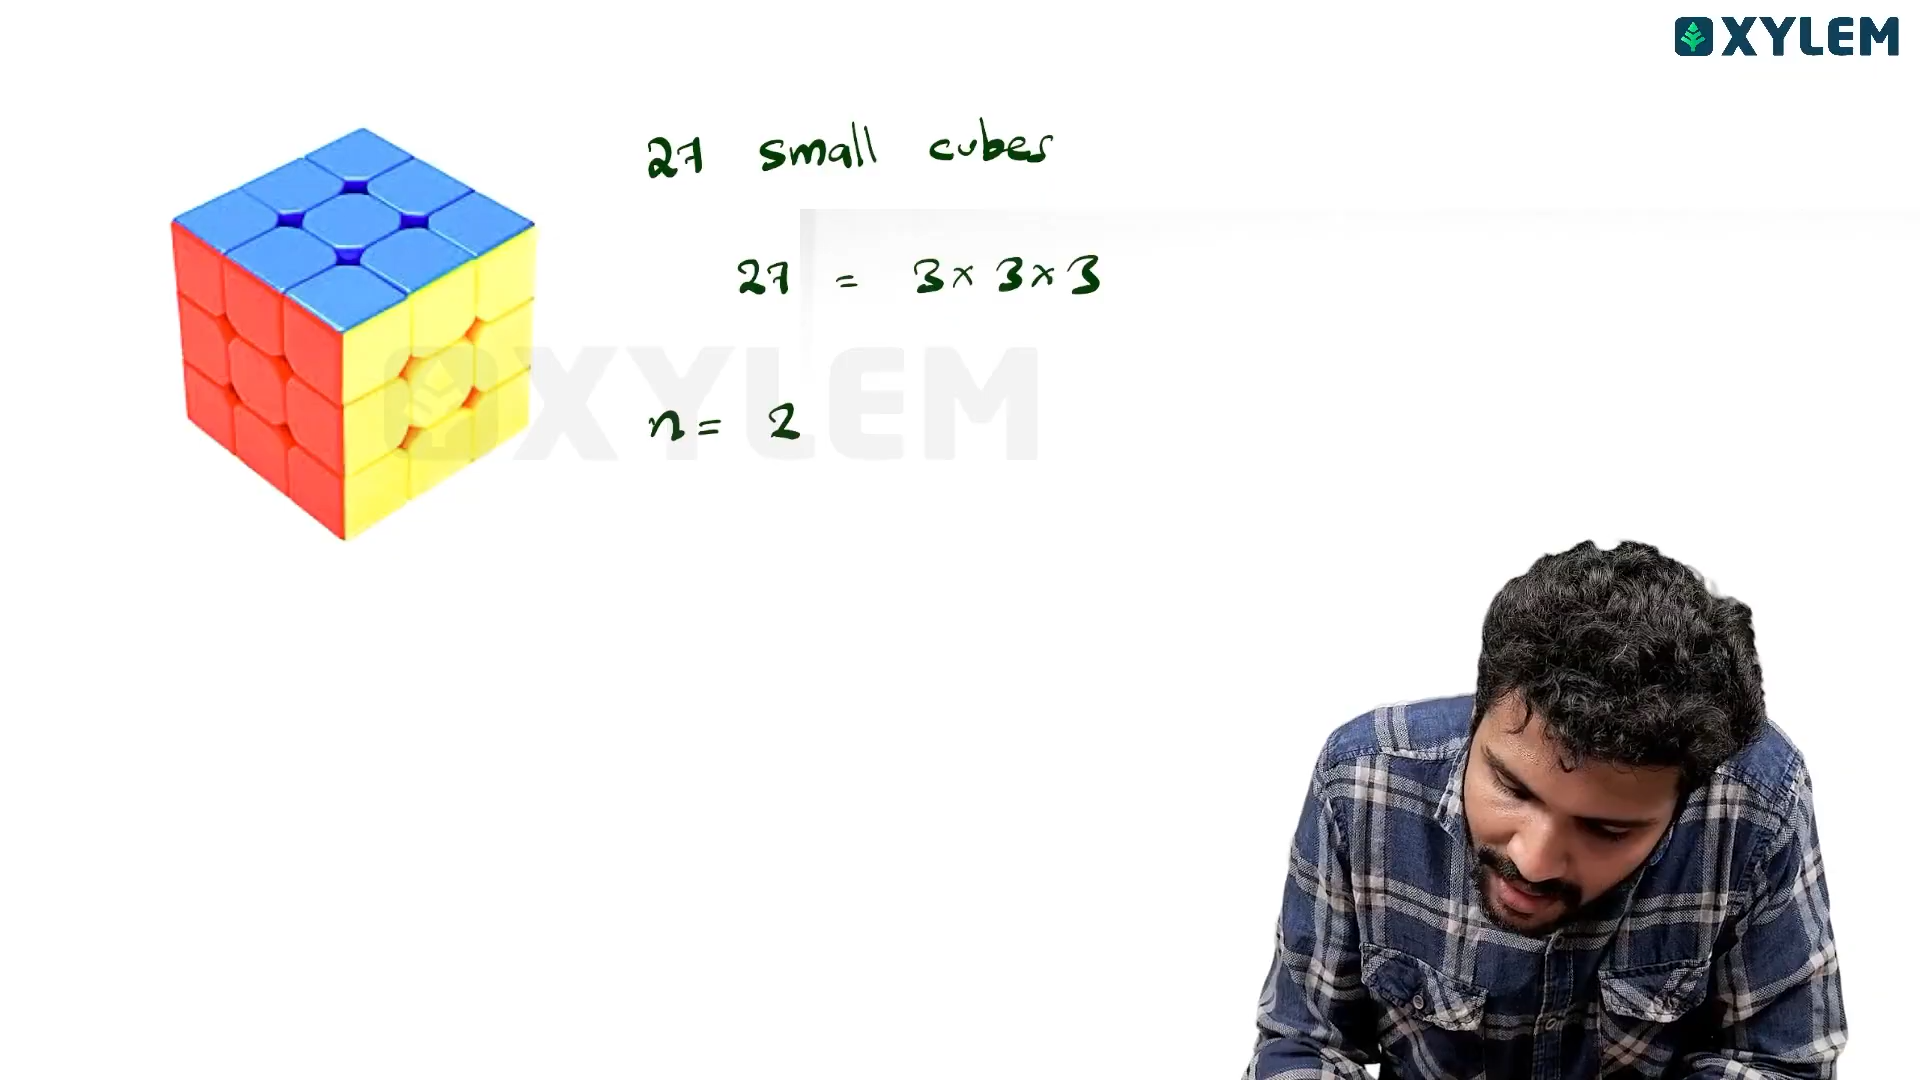 XYLEM
27 small cubes
27 = 3 × 3 × 3
XYLEM
n = 2